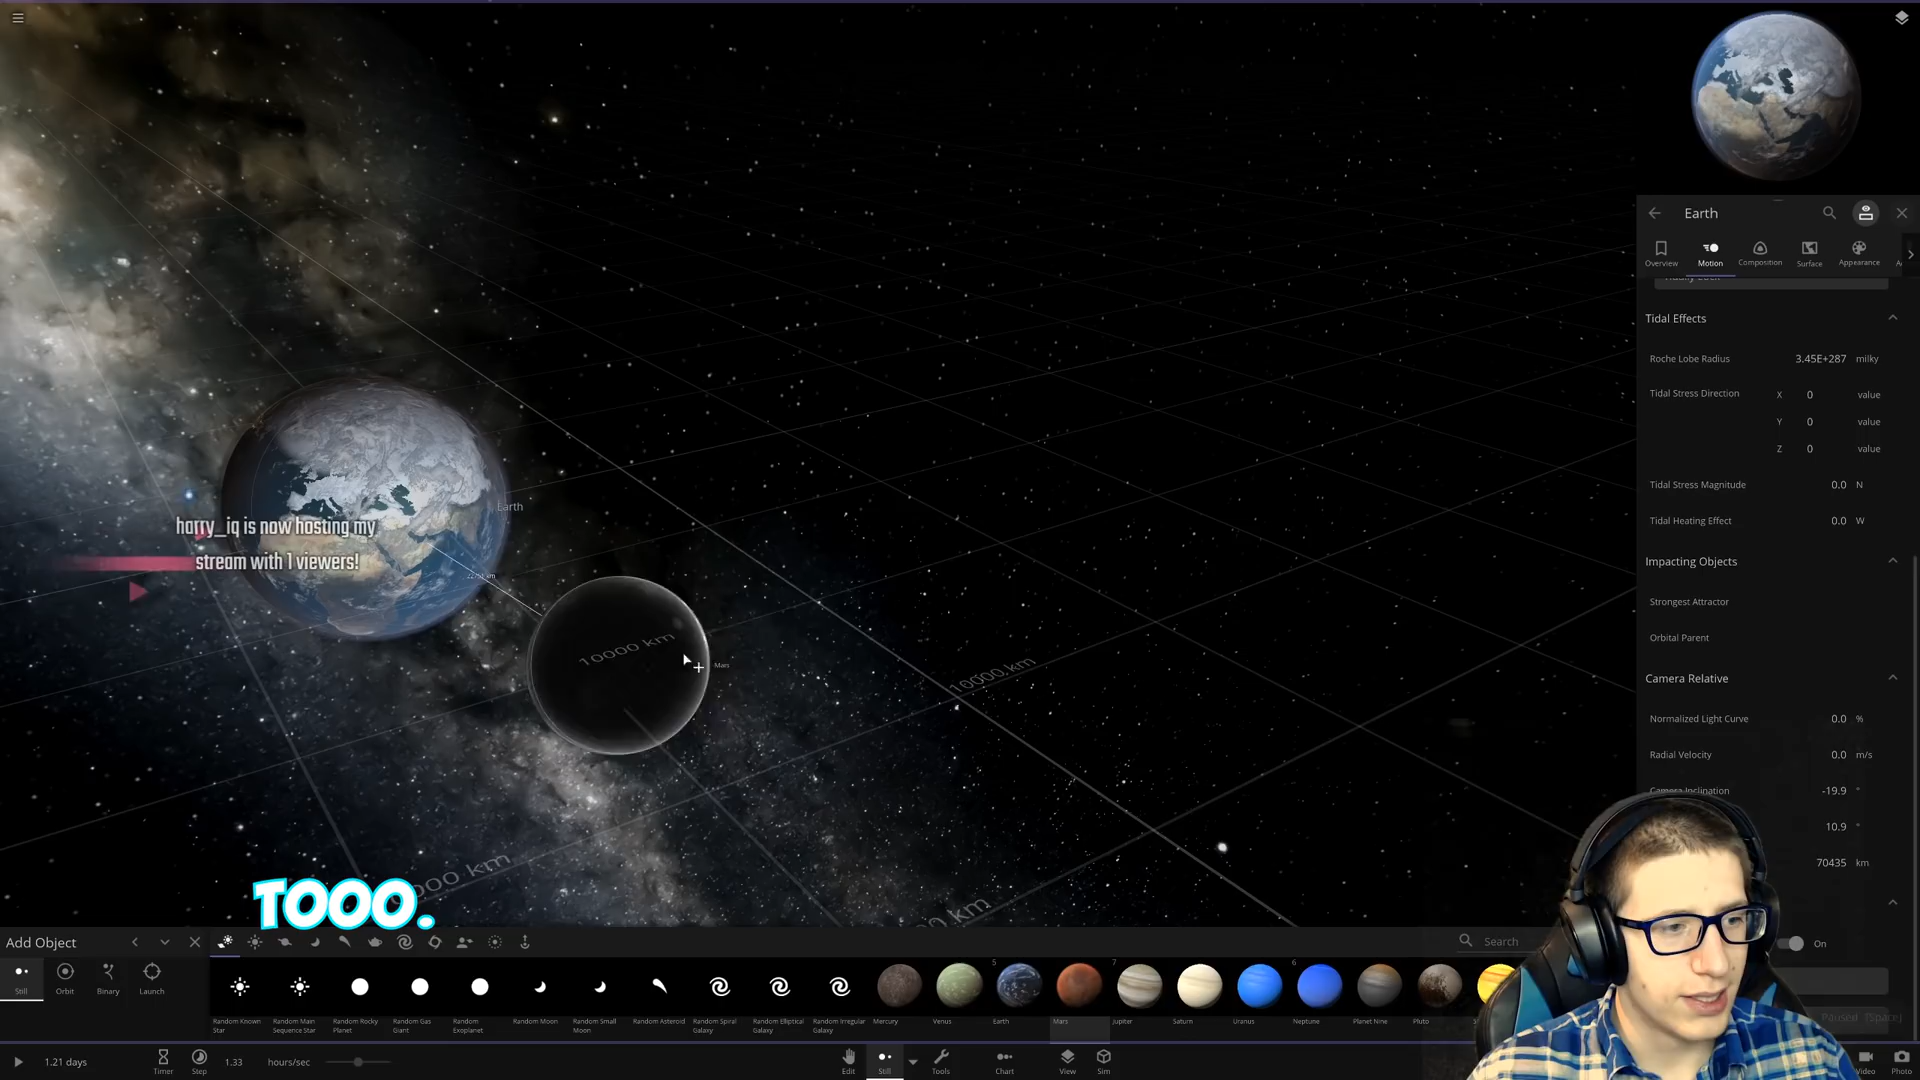 Earth
Overview
Motion
Composition
Surface
Appearance
Tidal Effects
Roche Lobe Radius 3.45E+287 milky
Tidal Stress Direction X 0 value
Y 0 value
Z 0 value
Tidal Stress Magnitude 0.0 N
Tidal Heating Effect 0.0 W
Impacting Objects
Strongest Attractor
Orbital Parent
Camera Relative
Normalized Light Curve 0.0 %
Radial Velocity 0.0 m/s
Camera Inclination -19.9 °
10.9 °
70435 km
On
Paused
Earth
harry_iq is now hosting my
stream with 1 viewers!
10000 km
Mars
10000 km
TOOO.
Add Object
Search
Still
Orbit
Binary
Launch
Random Known Star
Random Main Sequence Star
Random Rocky Planet
Random Gas Giant
Random Exoplanet
Random Moon
Random Small Moon
Random Asteroid
Random Spiral Galaxy
Random Elliptical Galaxy
Random Irregular Galaxy
Mercury
Venus
5
Earth
Mars
7
Jupiter
Saturn
Uranus
6
Neptune
Planet Nine
Pluto
1.21 days
Timer
Step
1.33 hours/sec
Edit
Still
Tools
Chart
View
Sim
Video
Photo